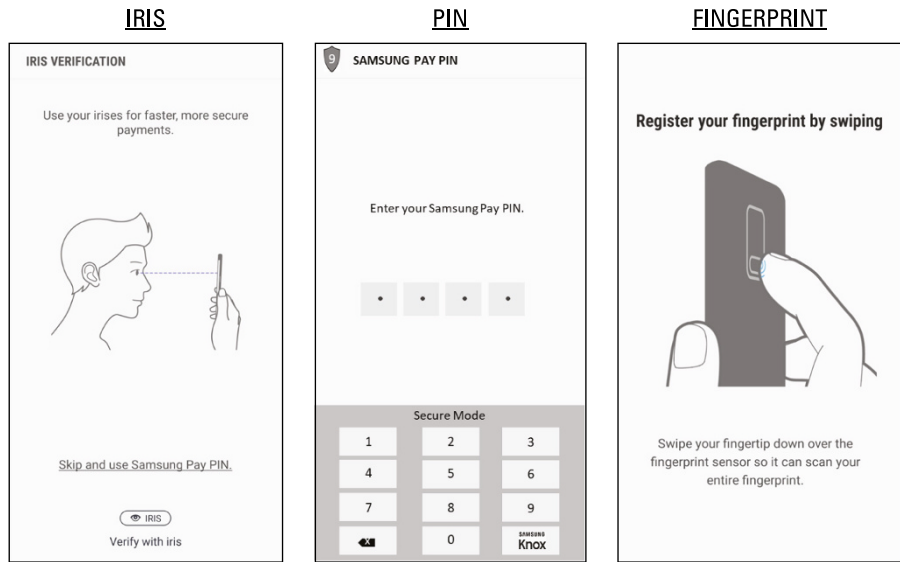 IRIS
IRIS VERIFICATION
Use your irises for faster, more secure
payments.
Skip and use Samsung Pay PIN.
IRIS
Verify with iris
PIN
9
SAMSUNG PAY PIN
Enter your Samsung Pay PIN.
Secure Mode
1 2 3
4 5 6
7 8 9
X 0 SAMSUNG
Knox
FINGERPRINT
Register your fingerprint by swiping
Swipe your fingertip down over the
fingerprint sensor so it can scan your
entire fingerprint.